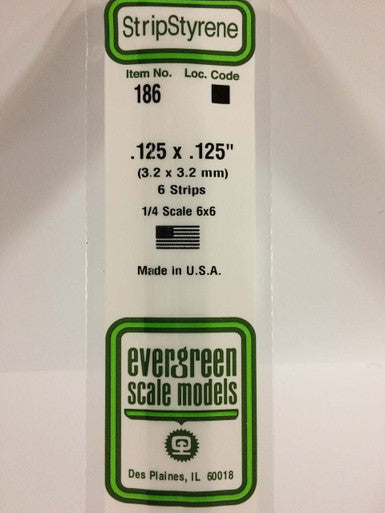 StripStyrene
Item No. Loc. Code
186
.125 x .125"
(3.2 x 3.2 mm)
6 Strips
1/4 Scale 6x6
Made in U.S.A.
evergreen
scale models
Des Plaines, IL 60018